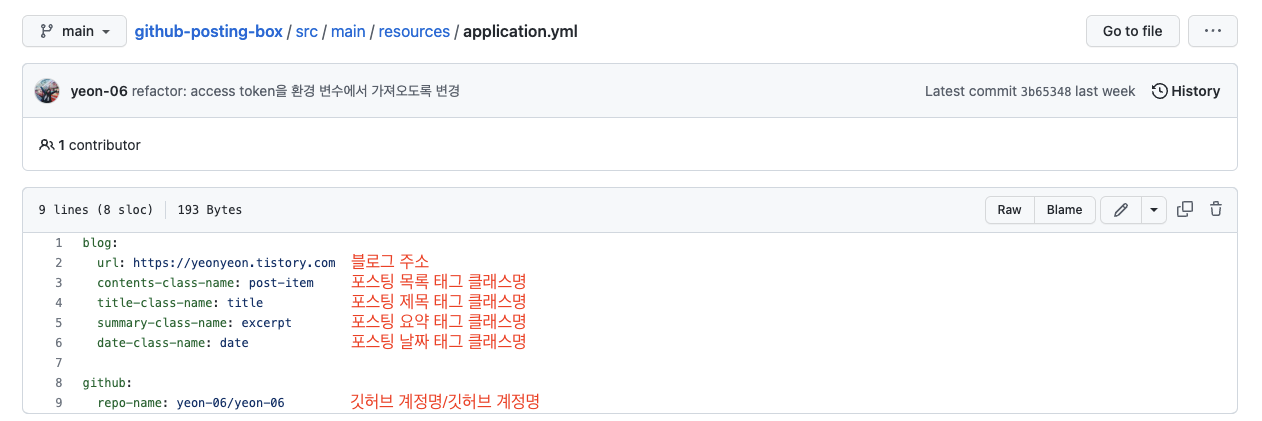 main github-posting-box / src / main / resources / application.yml Go to file ...
yeon-06 refactor: access token을 환경 변수에서 가져오도록 변경 Latest commit 3b65348 last week History
1 contributor
9 lines (8 sloc) 193 Bytes Raw Blame
1 blog:
2 url: https://yeonyeon.tistory.com 블로그 주소
3 contents-class-name: post-item 포스팅 목록 태그 클래스명
4 title-class-name: title 포스팅 제목 태그 클래스명
5 summary-class-name: excerpt 포스팅 요약 태그 클래스명
6 date-class-name: date 포스팅 날짜 태그 클래스명
7
8 github:
9 repo-name: yeon-06/yeon-06 깃허브 계정명/깃허브 계정명